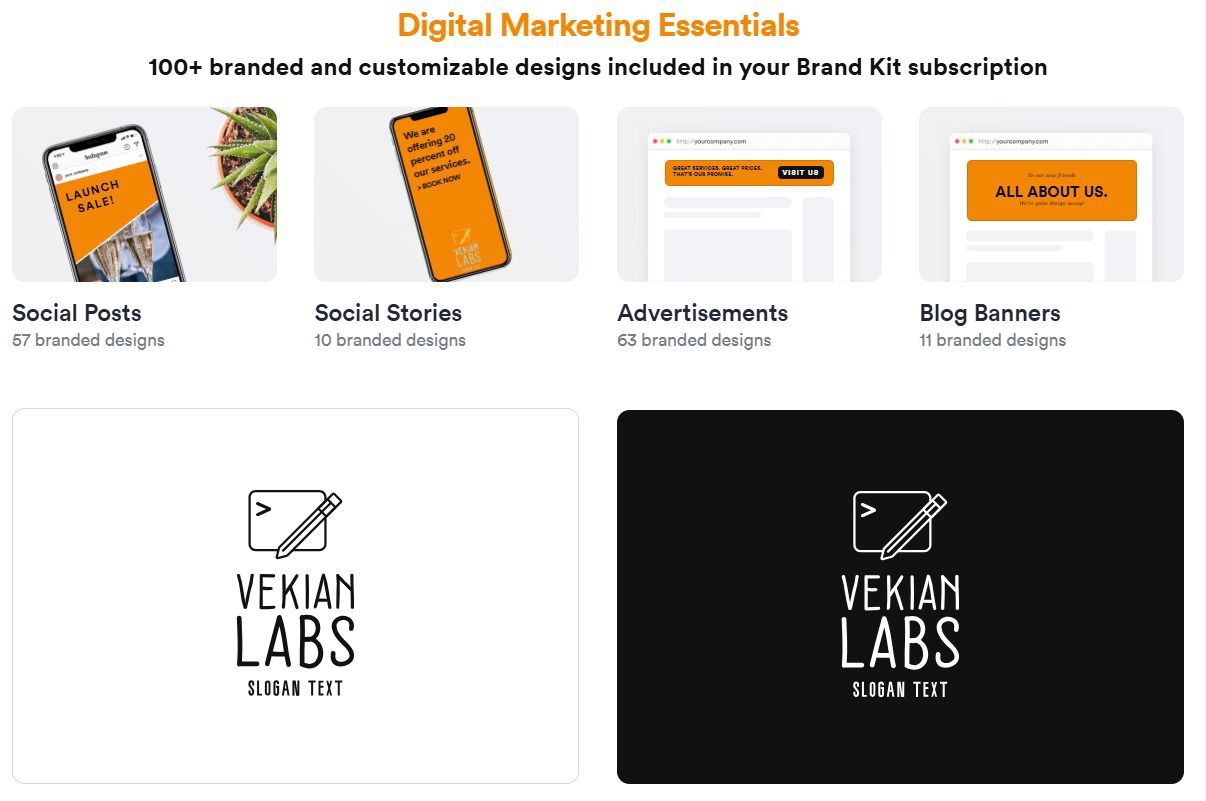 Digital Marketing Essentials
100+ branded and customizable designs included in your Brand Kit subscription
Instagram
your.company
LAUNCH
SALE!
We are
offering 20
percent off
our services.
> BOOK NOW
VEKIAN
LABS
http://yourcompany.com
GREAT SERVICES, GREAT PRICES.
THAT'S OUR PROMISE.
VISIT US
http://yourcompany.com
To our new friends
ALL ABOUT US.
We're quite design savvy!
Social Posts
57 branded designs
Social Stories
10 branded designs
Advertisements
63 branded designs
Blog Banners
11 branded designs
>
VEKIAN
LABS
SLOGAN TEXT
>
VEKIAN
LABS
SLOGAN TEXT